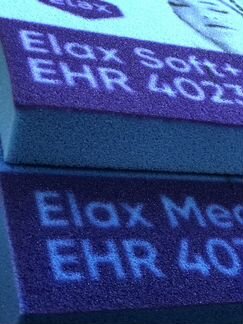 elax
Elax Soft+
EHR 4023
Elax Med
EHR 40